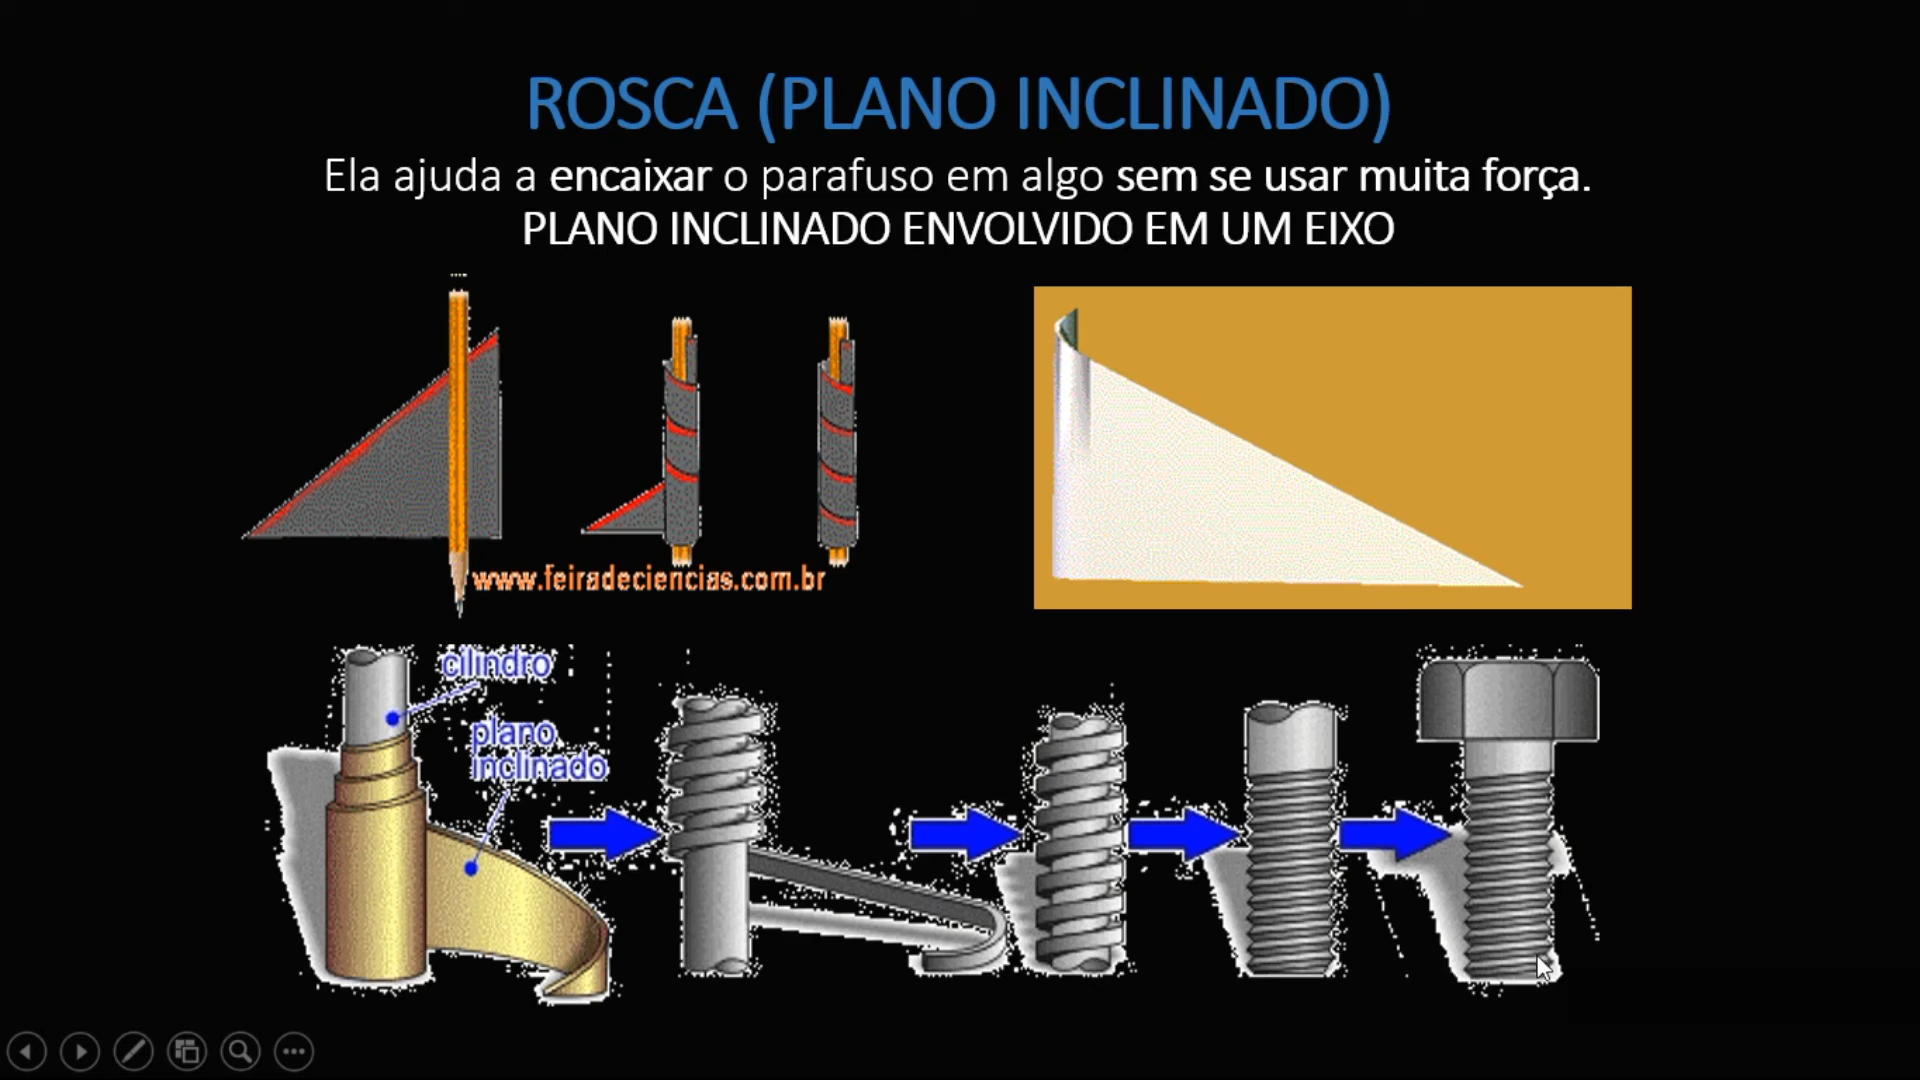 ROSCA (PLANO INCLINADO)
Ela ajuda a encaixar o parafuso em algo sem se usar muita força.
PLANO INCLINADO ENVOLVIDO EM UM EIXO
www.feiradeciencias.com.br
cilindro
plano
inclinado